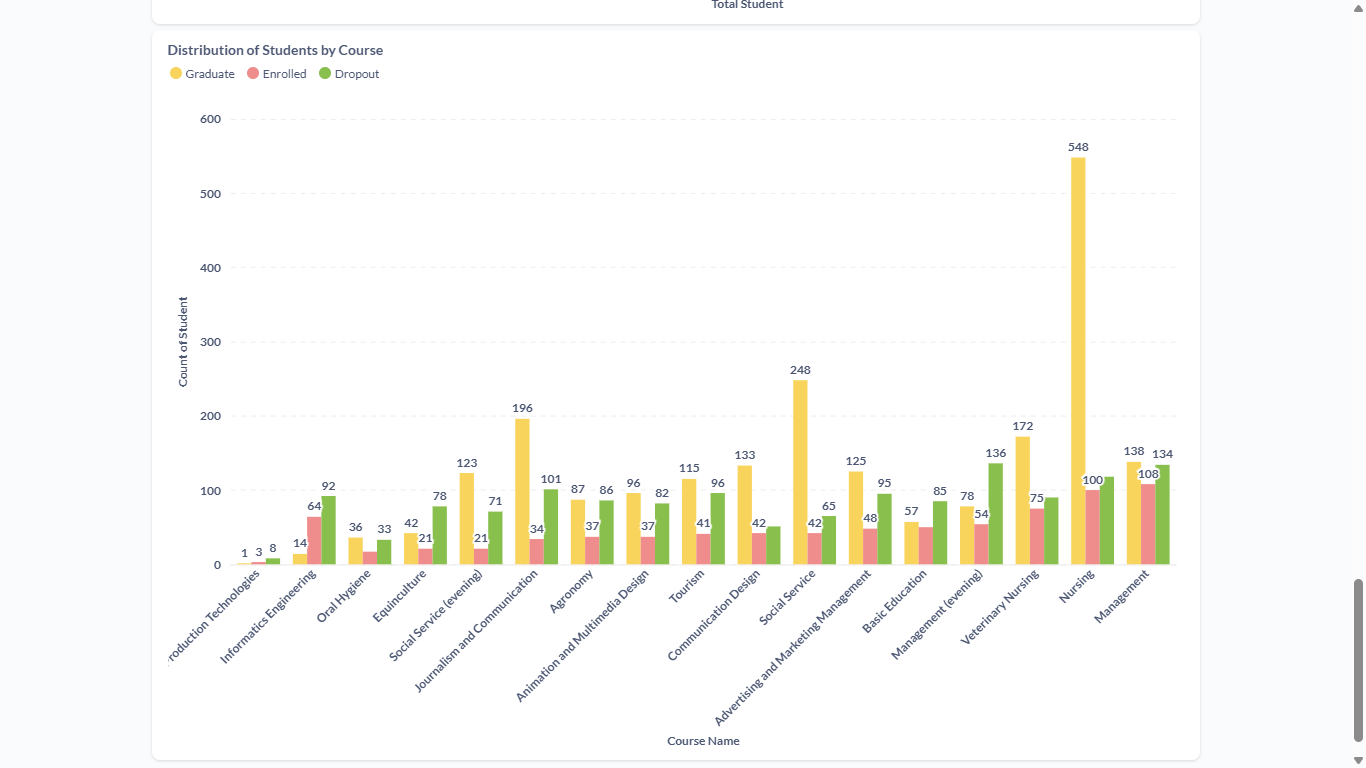 Total Student
Distribution of Students by Course
Graduate Enrolled Dropout
600
500
400
300
200
100
0
Count of Student
1 3 8
14 64 92
36 33
42 21 78
123 21 71
196 34 101
87 37 86
96 37 82
115 41 96
133 42
248 42 65
125 48 95
57 85
78 54 136
172 75
548 100
138 108 134
Technologies
Informatics Engineering
Oral Hygiene
Equinculture
Social Service (evening)
Journalism and Communication
Agronomy
Animation and Multimedia Design
Tourism
Communication Design
Social Service
Advertising and Marketing Management
Basic Education
Management (evening)
Veterinary Nursing
Nursing
Management
Course Name